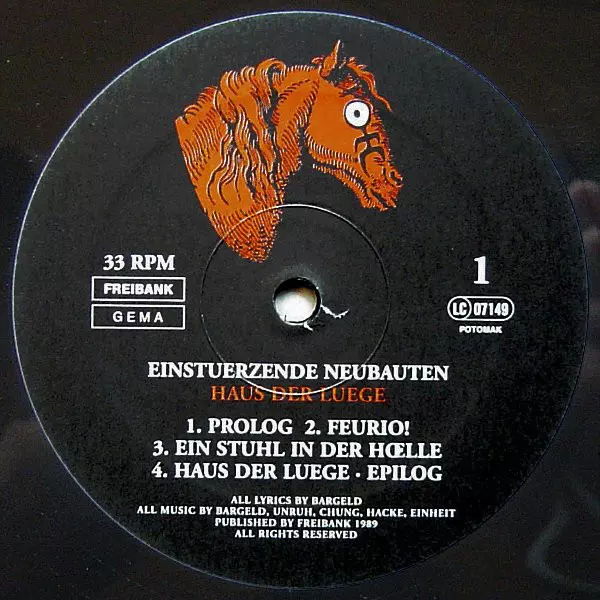 33 RPM
FREIBANK
GEMA
1
LC 07149
POTOMAK
EINSTUERZENDE NEUBAUTEN
HAUS DER LUEGE
1. PROLOG 2. FEURIO!
3. EIN STUHL IN DER HŒLLE
4. HAUS DER LUEGE · EPILOG
ALL LYRICS BY BARGELD
ALL MUSIC BY BARGELD, UNRUH, CHUNG, HACKE, EINHEIT
PUBLISHED BY FREIBANK 1989
ALL RIGHTS RESERVED